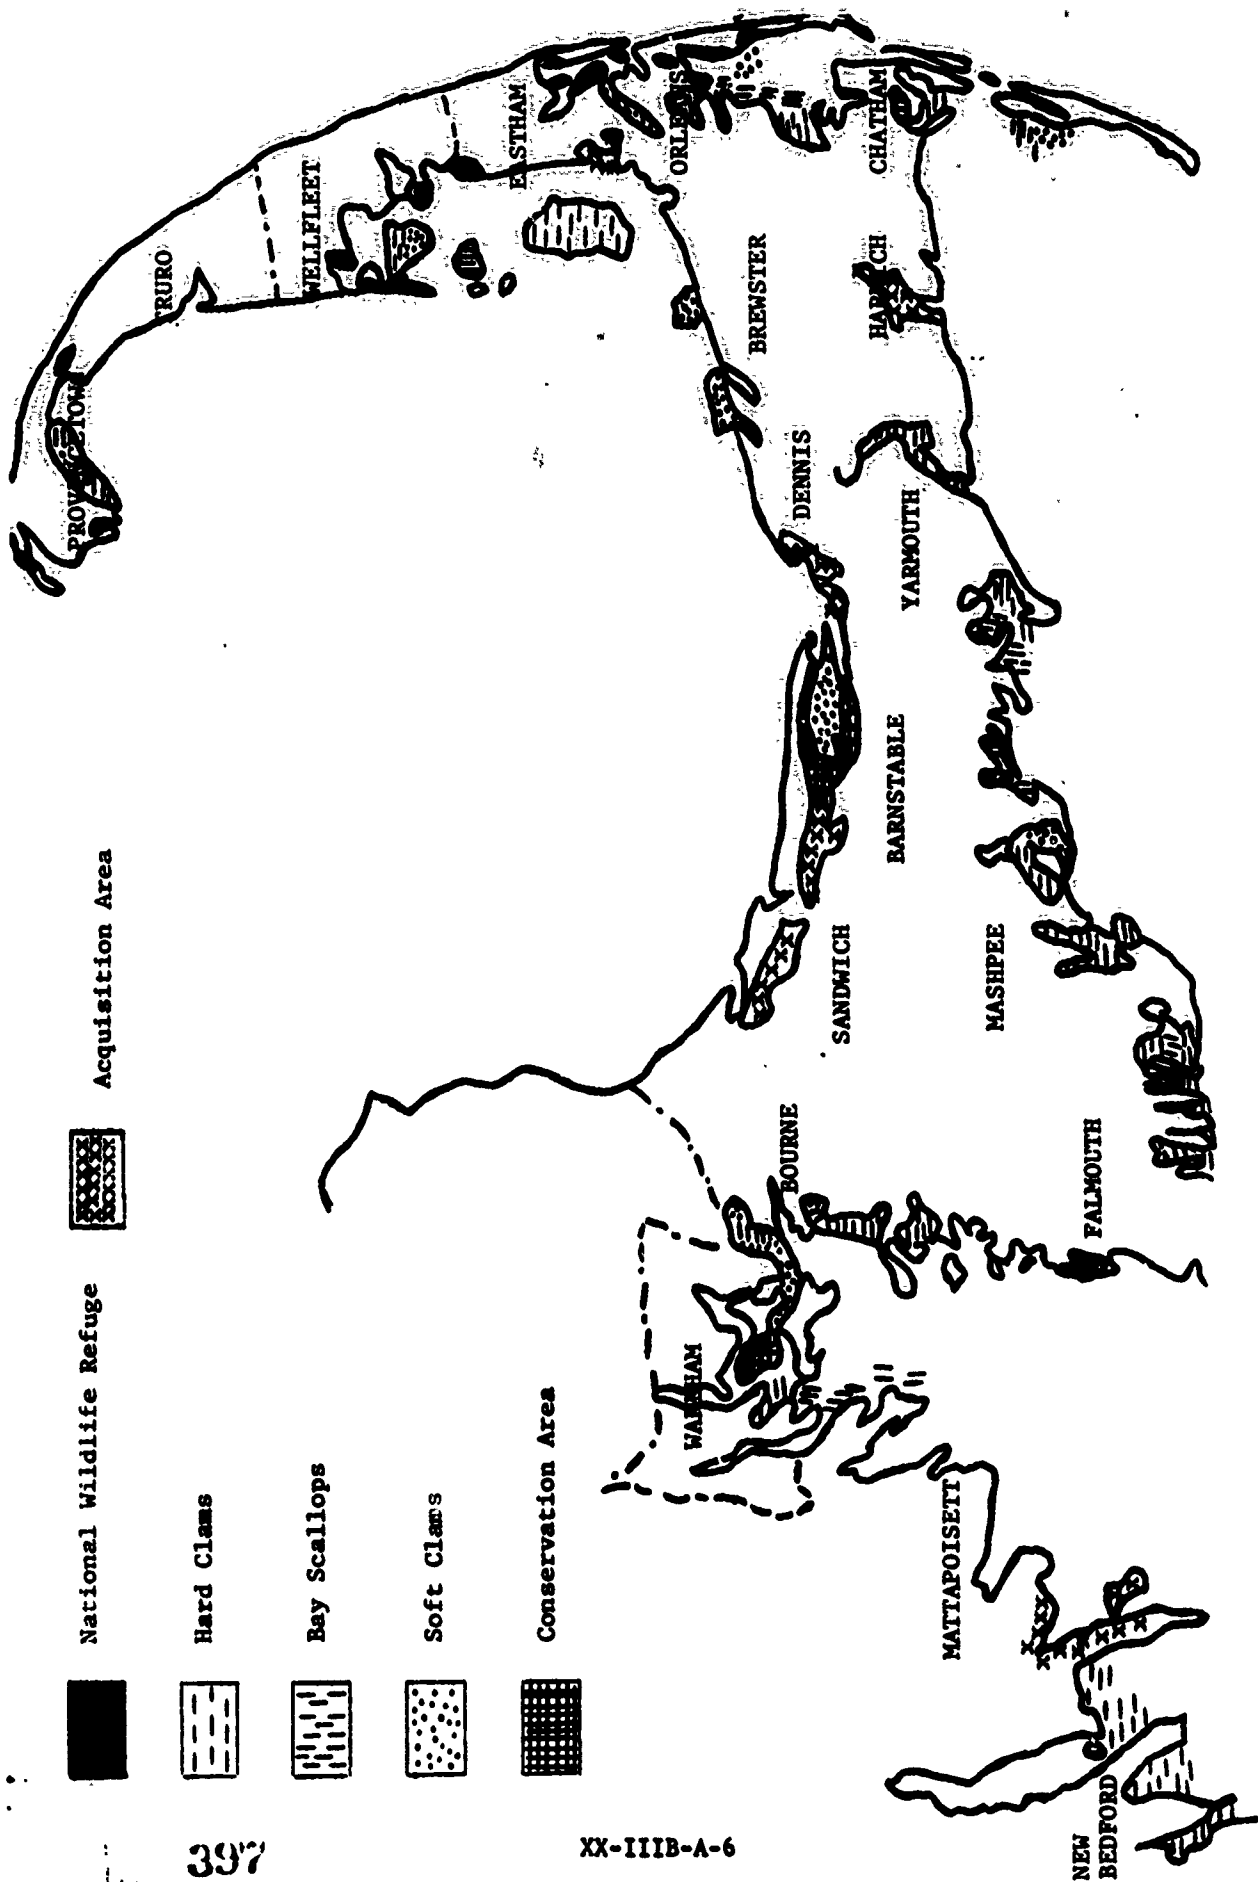 National Wildlife Refuge
Acquisition Area
Hard Clams
Bay Scallops
Soft Clams
Conservation Area
PROVINCETOWN
TRURO
WELLFLEET
EASTHAM
ORLEANS
CHATHAM
BREWSTER
HARWICH
DENNIS
YARMOUTH
BARNSTABLE
SANDWICH
MASHPEE
BOURNE
FALMOUTH
WAREHAM
MATTAPOISETT
NEW
BEDFORD
397
XX-IIIB-A-6